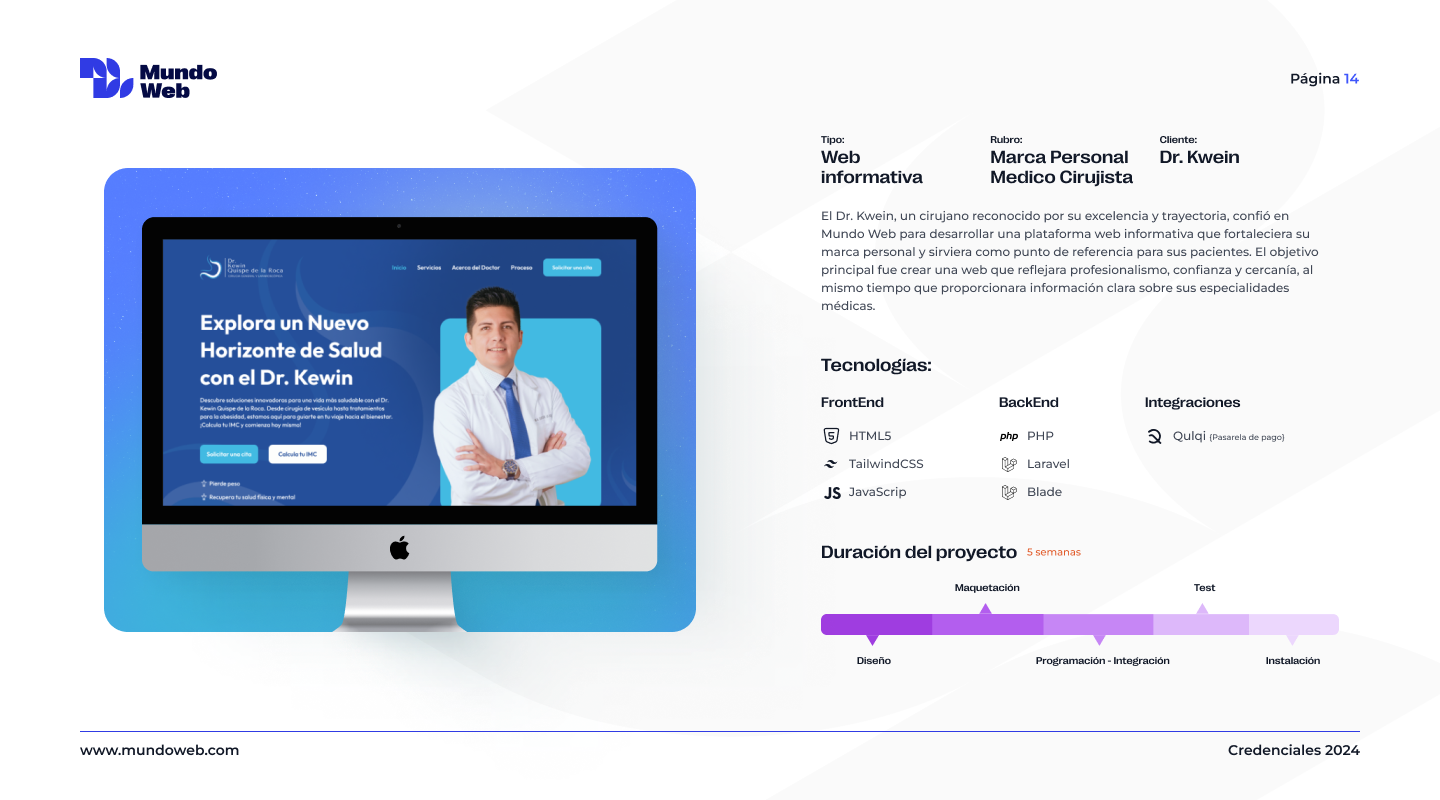 Mundo
Web
Página 14
Dr.
Kewin
Quispe de la Roca
Inicio
Servicios
Acerca del Doctor
Proceso
Solicitar una cita
Explora un Nuevo
Horizonte de Salud
con el Dr. Kewin
Descubre soluciones innovadoras para una vida más saludable con el Dr.
Kewin Quispe de la Roca. Desde cirugía de vesícula hasta tratamientos
para la obesidad, estamos aquí para guiarte en tu viaje hacia el bienestar.
¡Calcula tu IMC y comienza hoy mismo!
Solicitar una cita
Calcula tu IMC
Pierde peso
Recupera tu salud física y mental
Tipo:
Web
informativa
Rubro:
Marca Personal
Medico Cirujista
Cliente:
Dr. Kwein
El Dr. Kwein, un cirujano reconocido por su excelencia y trayectoria, confió en
Mundo Web para desarrollar una plataforma web informativa que fortaleciera su
marca personal y sirviera como punto de referencia para sus pacientes. El objetivo
principal fue crear una web que reflejara profesionalismo, confianza y cercanía, al
mismo tiempo que proporcionara información clara sobre sus especialidades
médicas.
Tecnologías:
FrontEnd
HTML5
TailwindCSS
JS JavaScrip
BackEnd
php PHP
Laravel
Blade
Integraciones
Qulqi (Pasarela de pago)
Duración del proyecto 5 semanas
Maquetación
Test
Diseño
Programación - Integración
Instalación
www.mundoweb.com
Credenciales 2024